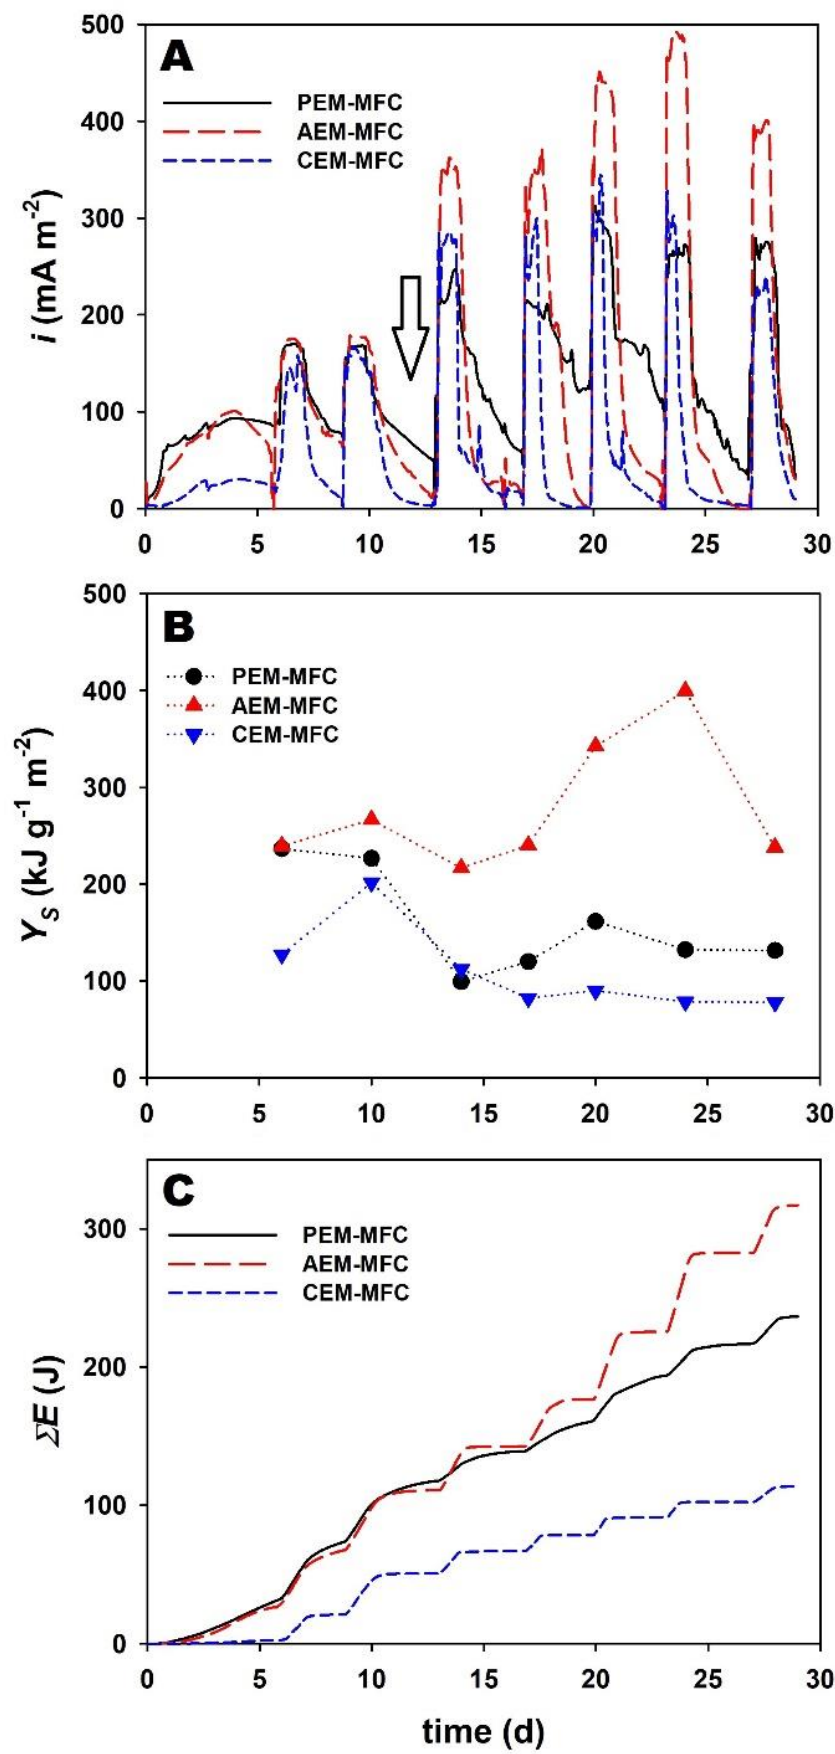 A
PEM-MFC
AEM-MFC
CEM-MFC
i (mA m-2)
500
400
300
200
100
0
0 5 10 15 20 25 30
B
PEM-MFC
AEM-MFC
CEM-MFC
YS (kJ g-1 m-2)
500
400
300
200
100
0
0 5 10 15 20 25 30
C
PEM-MFC
AEM-MFC
CEM-MFC
ΣE (J)
300
200
100
0
0 5 10 15 20 25 30
time (d)